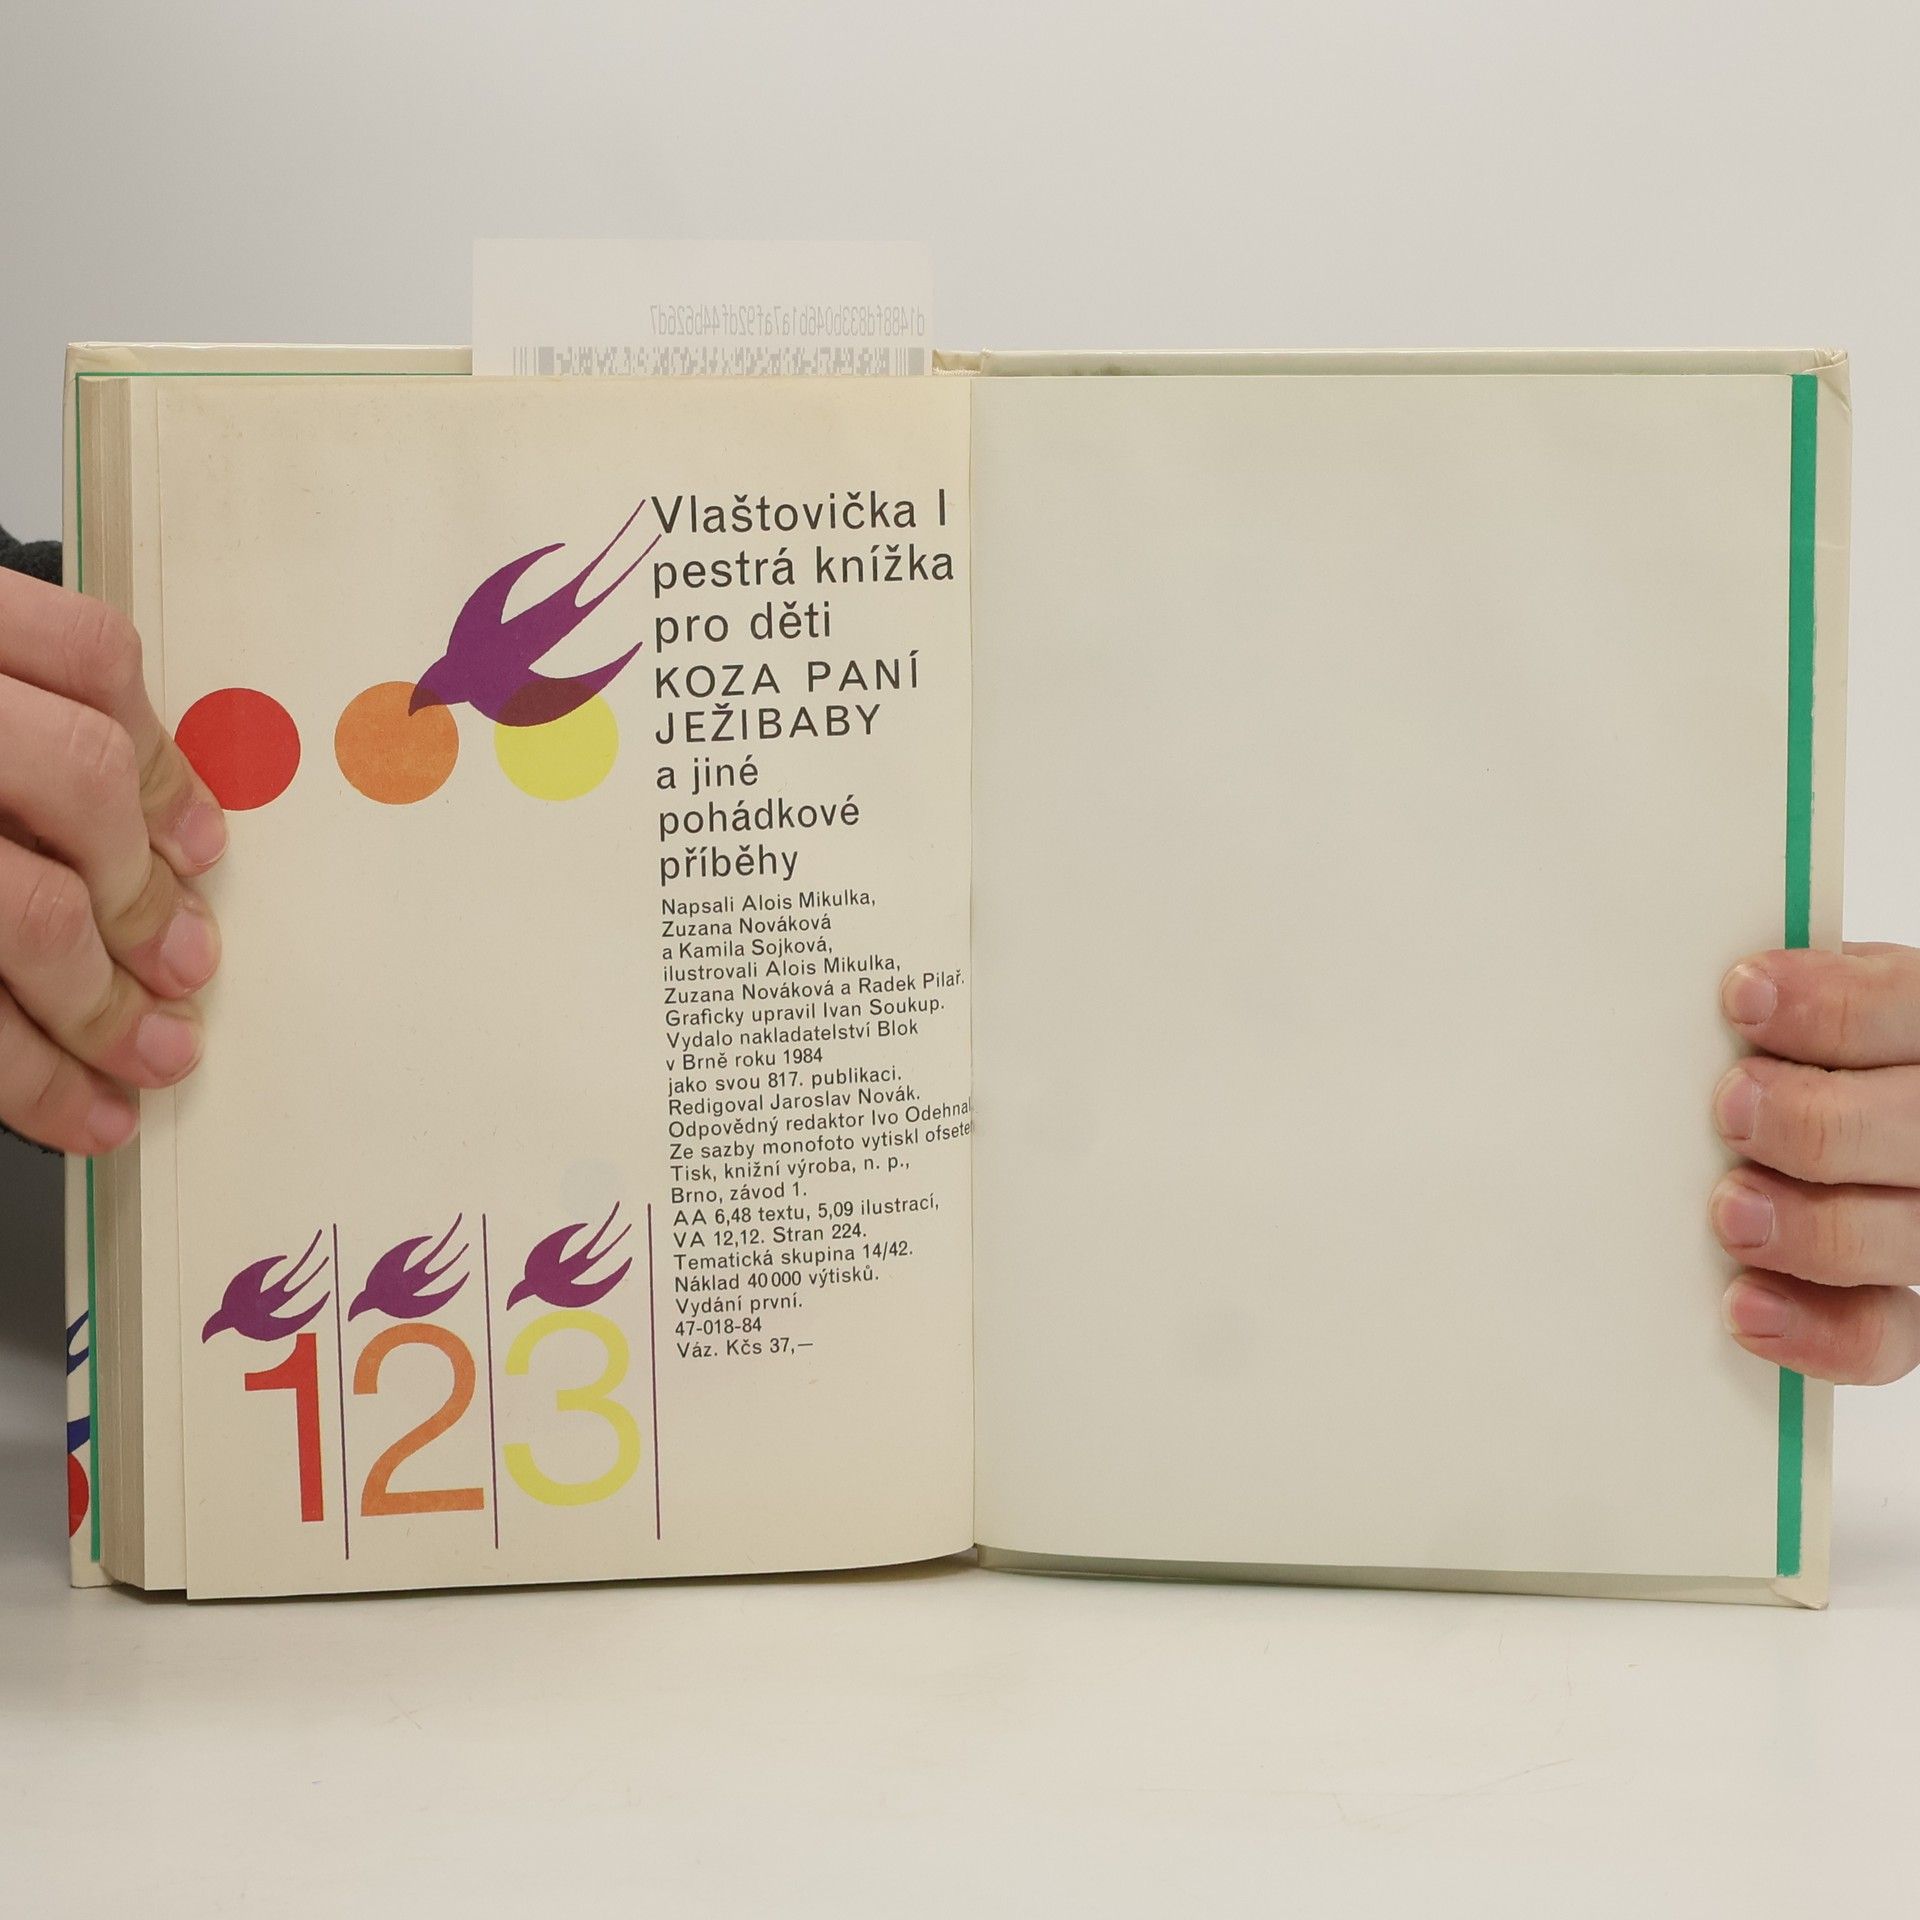 Vlaštovička I
pestrá knížka
pro děti
KOZA PANÍ
JEŽIBABY
a jiné
pohádkové
příběhy
Napsali Alois Mikulka,
Zuzana Nováková
a Kamila Sojková,
ilustrovali Alois Mikulka,
Zuzana Nováková a Radek Pilař.
Graficky upravil Ivan Soukup.
Vydalo nakladatelství Blok
v Brně roku 1984
jako svou 817. publikaci.
Redigoval Jaroslav Novák.
Odpovědný redaktor Ivo Odehnal
Ze sazby monofoto vytiskl ofsete
Tisk, knižní výroba, n. p.,
Brno, závod 1.
AA 6,48 textu, 5,09 ilustrací,
VA 12,12. Stran 224.
Tematická skupina 14/42.
Náklad 40 000 výtisků.
Vydání první.
47-018-84
Váz. Kčs 37,—
1 2 3